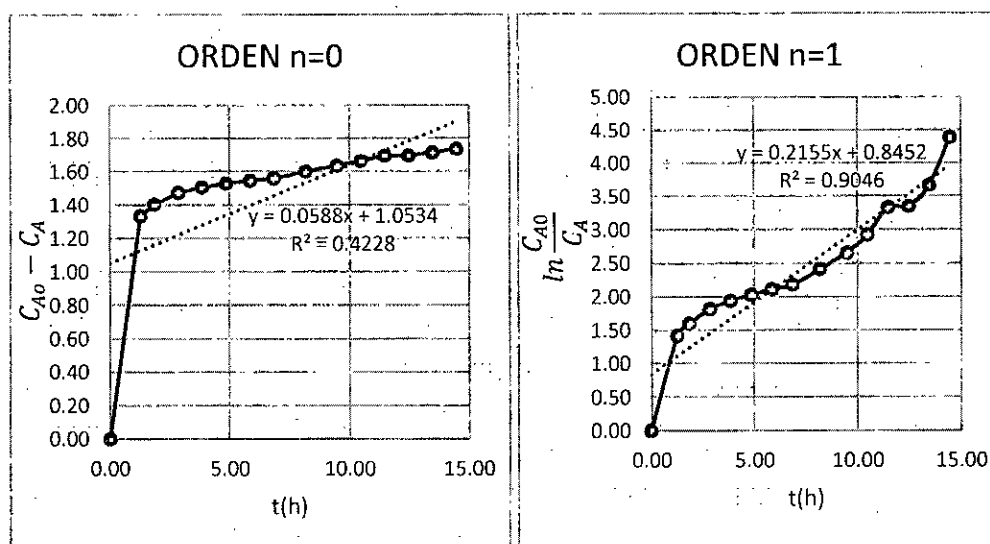 ORDEN n=0
2.00
1.80
1.60
1.40
1.20
1.00
0.80
0.60
0.40
0.20
0.00
C_{A0} − C_A
y = 0.0588x + 1.0534
R² = 0.4228
0.00 5.00 10.00 15.00
t(h)
ORDEN n=1
5.00
4.50
4.00
3.50
3.00
2.50
2.00
1.50
1.00
0.50
0.00
ln C_{A0}/C_A
y = 0.2155x + 0.8452
R² = 0.9046
0.00 5.00 10.00 15.00
t(h)